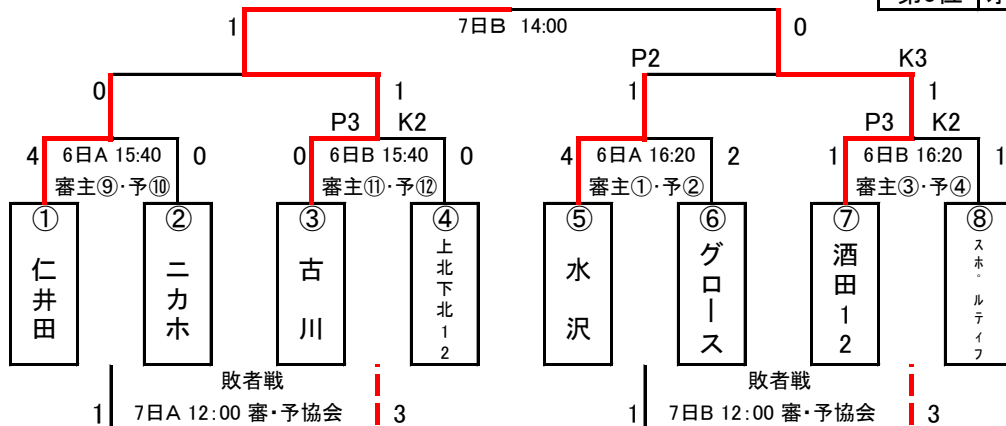 1 7日B 14:00 0
P2 K3
0 1 1 1
P3 K2 P3 K2
4 6日A 15:40 0 0 6日B 15:40 0 4 6日A 16:20 2 1 6日B 16:20 1
審主⑨・予⑩ 審主⑪・予⑫ 審主①・予② 審主③・予④
① ② ③ ④ ⑤ ⑥ ⑦ ⑧
仁井田
ニカホ
古川
上北下北12
水沢
グロース
酒田12
スポルティフ
敗者戦 敗者戦
1 7日A 12:00 審・予協会 3 1 7日B 12:00 審・予協会 3